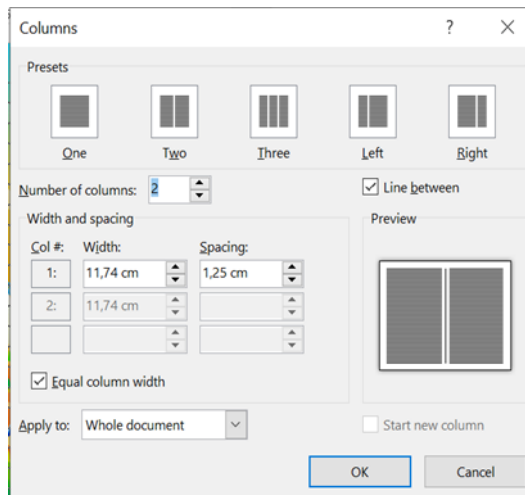 Columns ?
Presets
One Two Three Left Right
Number of columns: 2 Line between
Width and spacing Preview
Col #: Width: Spacing:
1: 11,74 cm 1,25 cm
2: 11,74 cm
Equal column width
Apply to: Whole document Start new column
OK Cancel